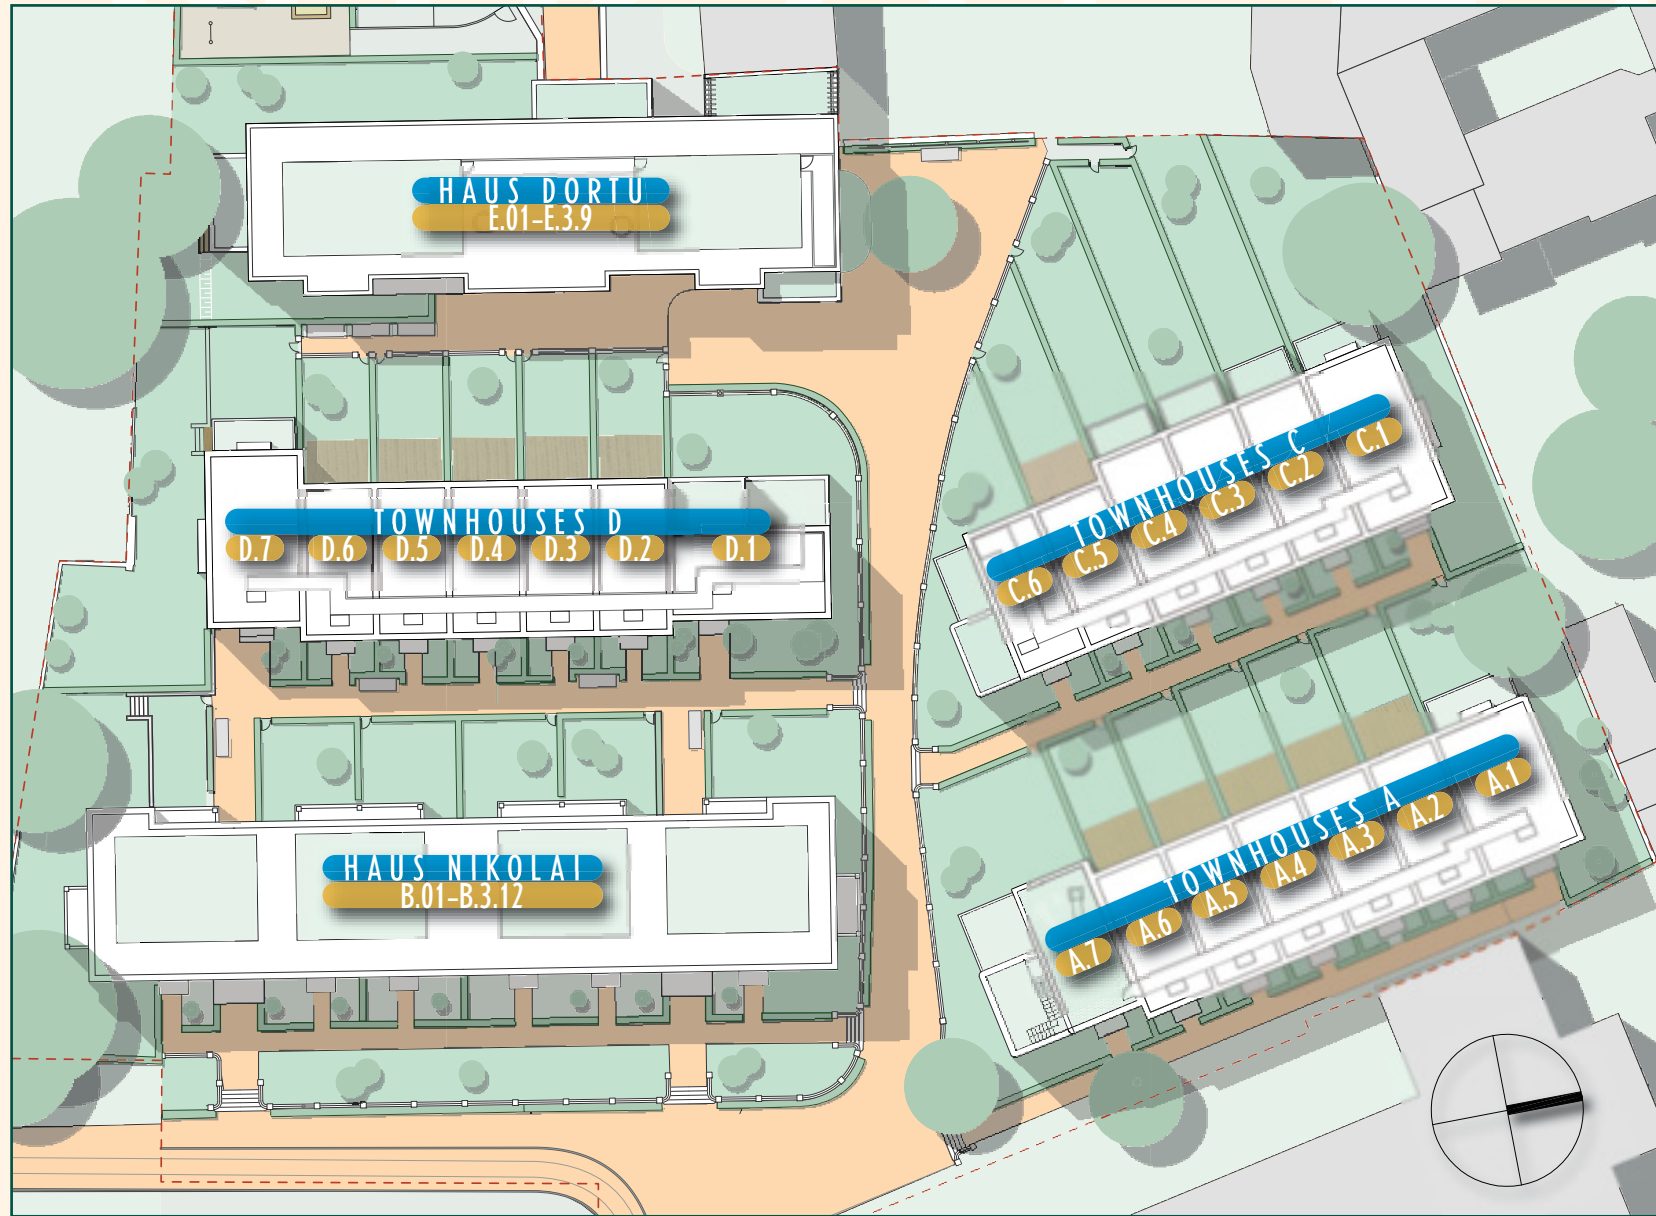 HAUS DORTU
E.01–E.3.9
TOWNHOUSES C
C.1
C.2
C.3
C.4
C.5
C.6
TOWNHOUSES D
D.7 D.6 D.5 D.4 D.3 D.2 D.1
TOWNHOUSES A
A.1
A.2
A.3
A.4
A.5
A.6
A.7
HAUS NIKOLAI
B.01–B.3.12